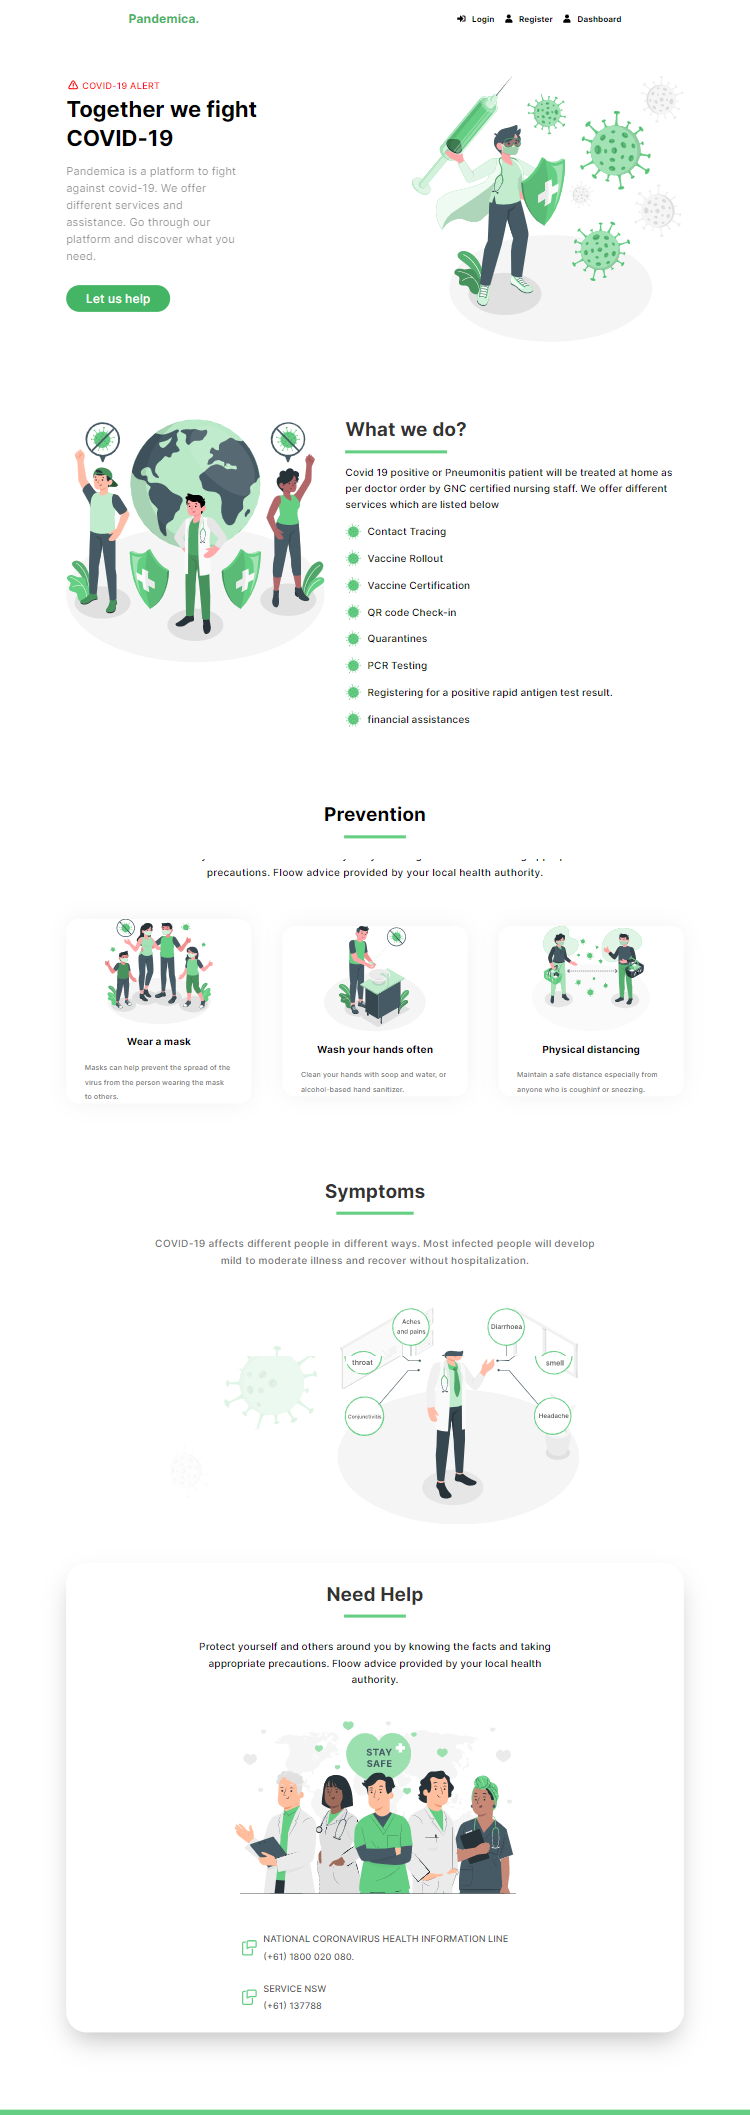 Pandemica.
Login Register Dashboard
COVID-19 ALERT
Together we fight
COVID-19
Pandemica is a platform to fight
against covid-19. We offer
different services and
assistance. Go through our
platform and discover what you
need.
Let us help
What we do?
Covid 19 positive or Pneumonitis patient will be treated at home as
per doctor order by GNC certified nursing staff. We offer different
services which are listed below
Contact Tracing
Vaccine Rollout
Vaccine Certification
QR code Check-in
Quarantines
PCR Testing
Registering for a positive rapid antigen test result.
financial assistances
Prevention
precautions. Floow advice provided by your local health authority.
Wear a mask
Masks can help prevent the spread of the
virus from the person wearing the mask
to others.
Wash your hands often
Clean your hands with soop and water, or
alcohol-based hand sanitizer.
Physical distancing
Maintain a safe distance especially from
anyone who is coughinf or sneezing.
Symptoms
COVID-19 affects different people in different ways. Most infected people will develop
mild to moderate illness and recover without hospitalization.
Aches
and pains
Diarrhoea
throat
smell
Conjunctivitis
Headache
Need Help
Protect yourself and others around you by knowing the facts and taking
appropriate precautions. Floow advice provided by your local health
authority.
STAY
SAFE
NATIONAL CORONAVIRUS HEALTH INFORMATION LINE
(+61) 1800 020 080.
SERVICE NSW
(+61) 137788